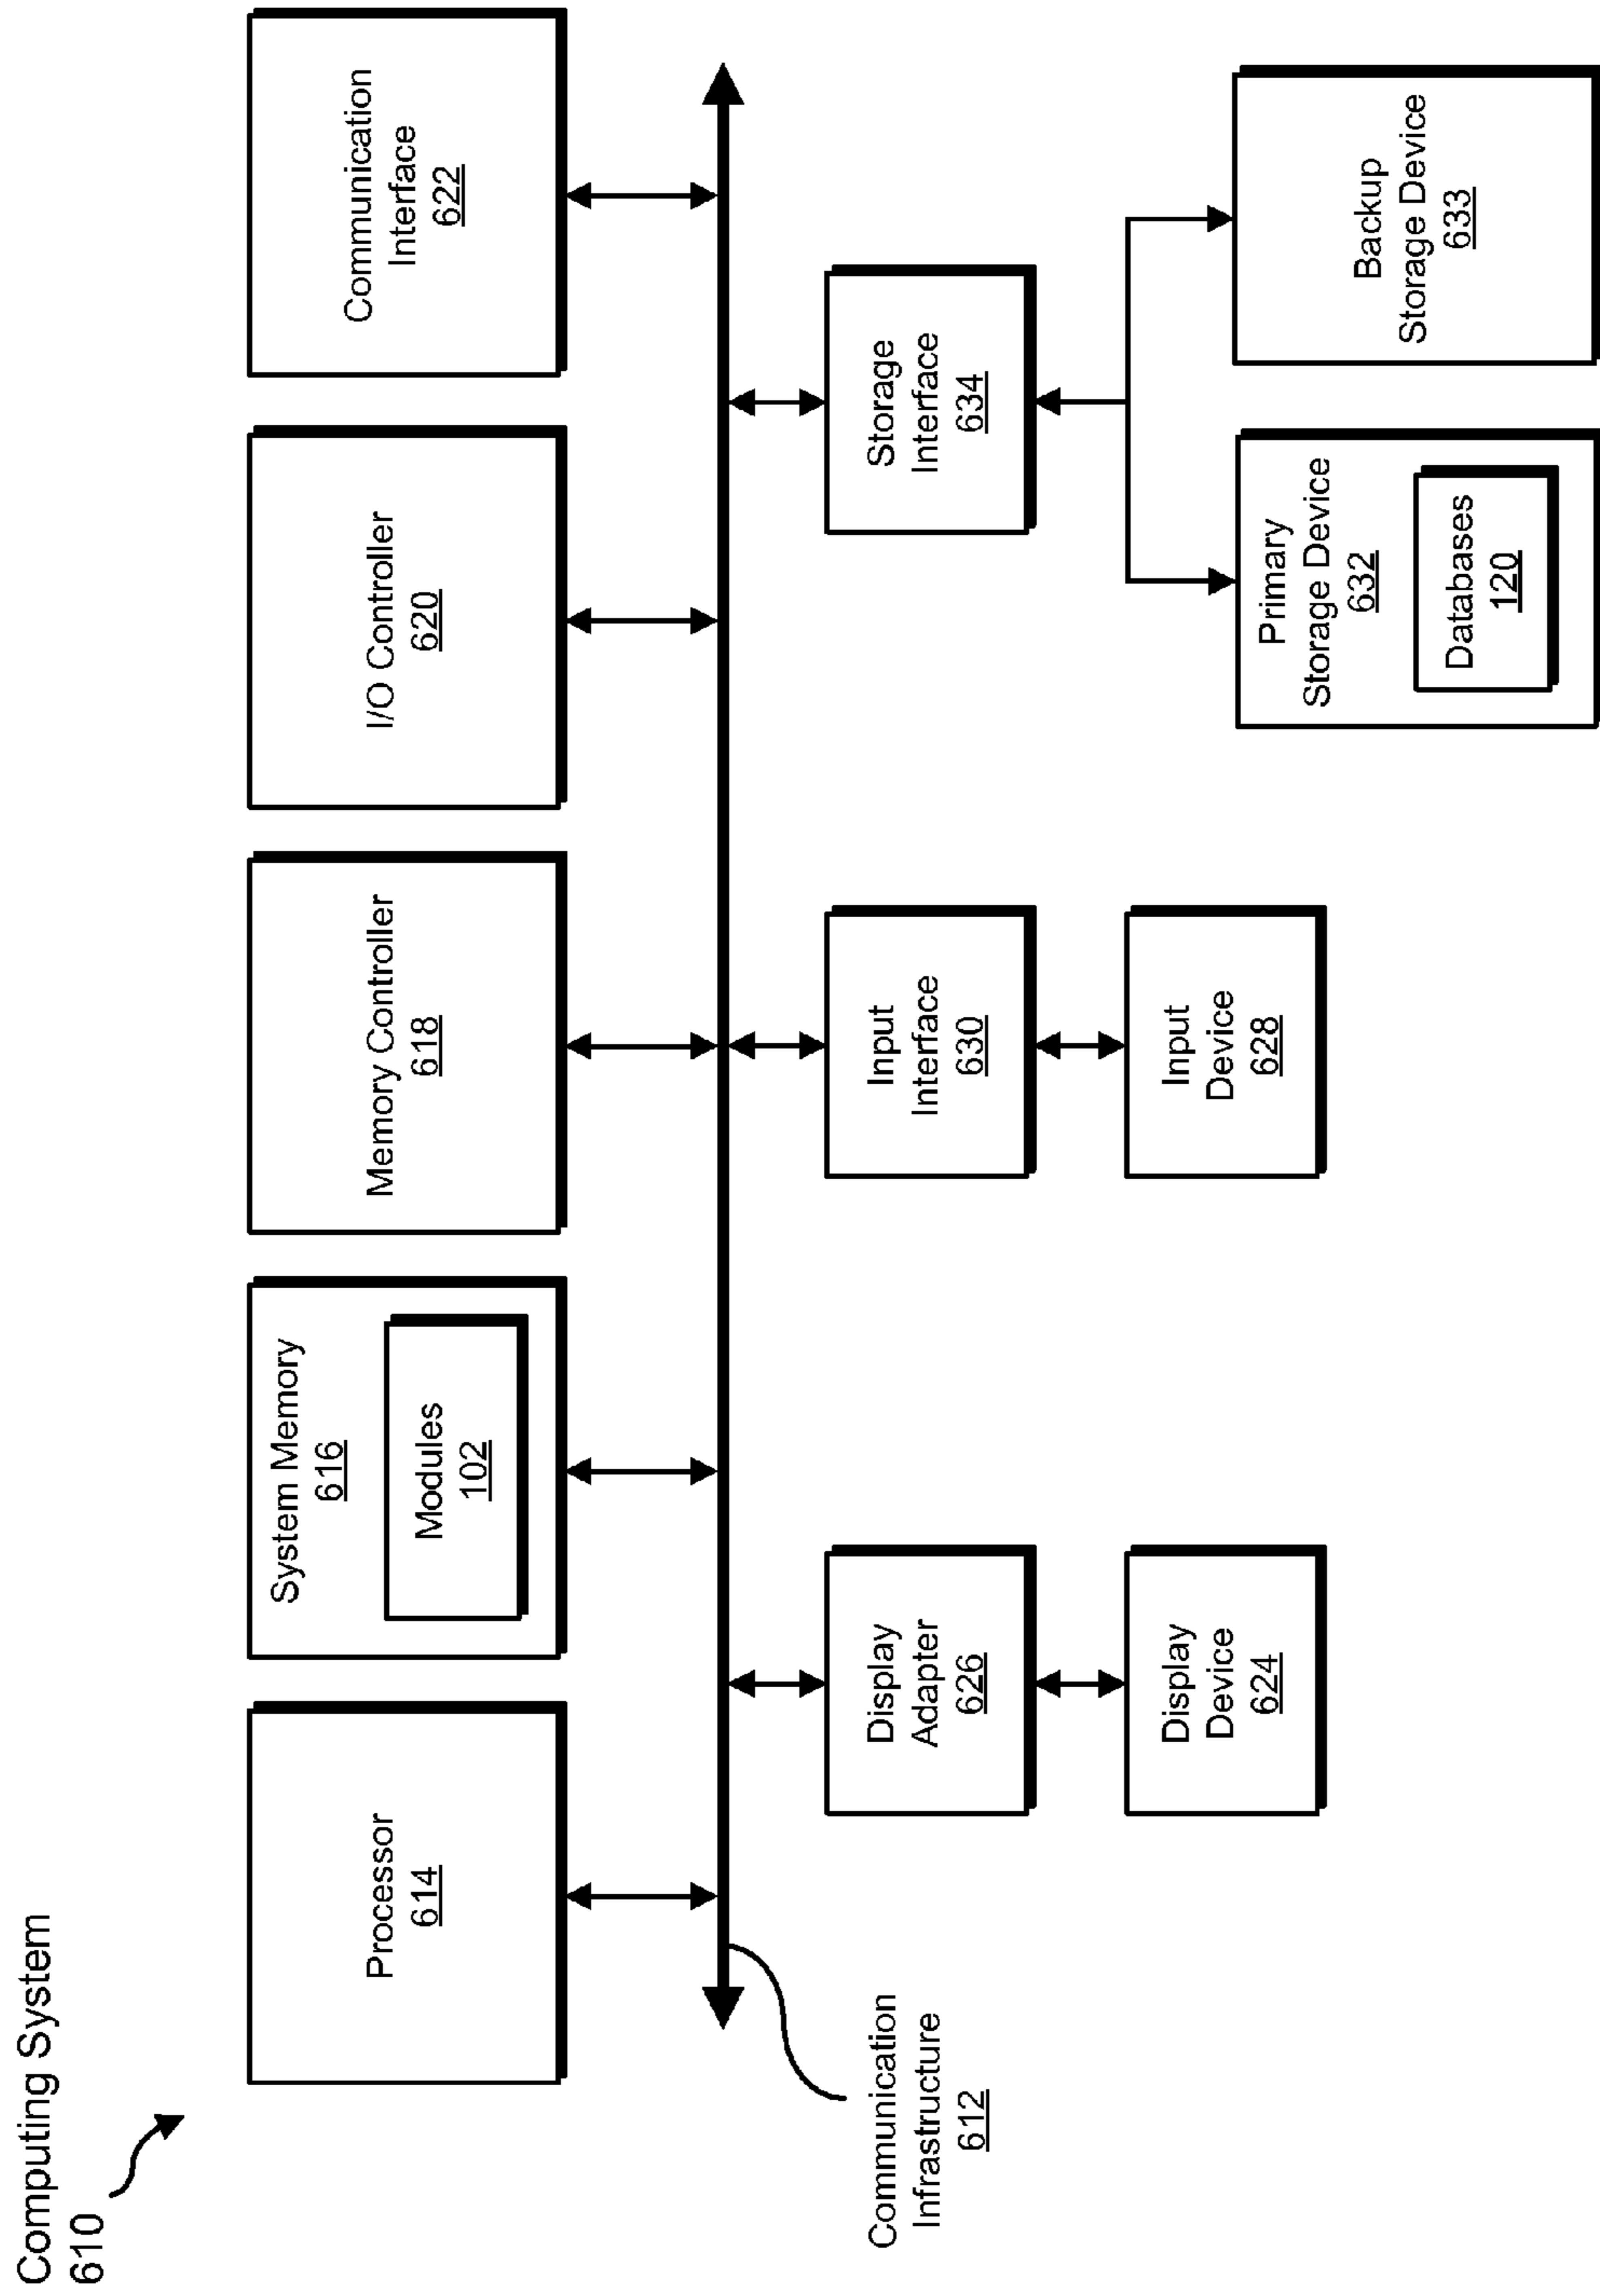 Computing System
610
Processor
614
System Memory
616
Modules
102
Memory Controller
618
I/O Controller
620
Communication
Interface
622
Communication
Infrastructure
612
Display
Adapter
626
Input
Interface
630
Storage
Interface
634
Display
Device
624
Input
Device
628
Primary
Storage Device
632
Databases
120
Backup
Storage Device
633